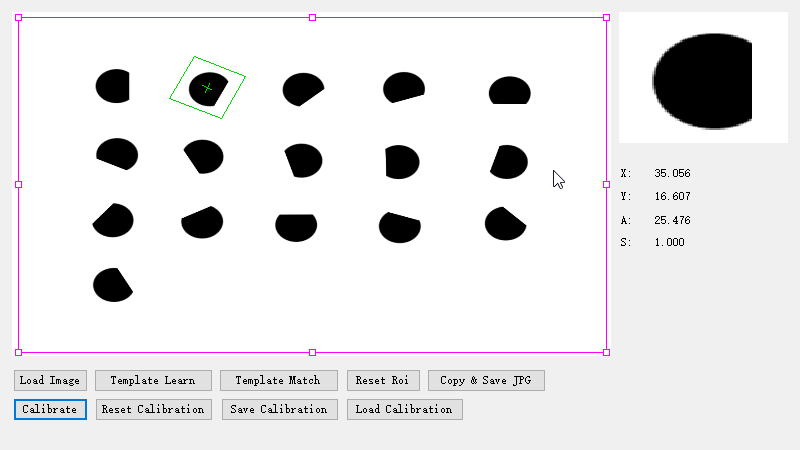 X: 35.056
Y: 16.607
A: 25.476
S: 1.000
Load Image Template Learn Template Match Reset Roi Copy & Save JPG
Calibrate Reset Calibration Save Calibration Load Calibration